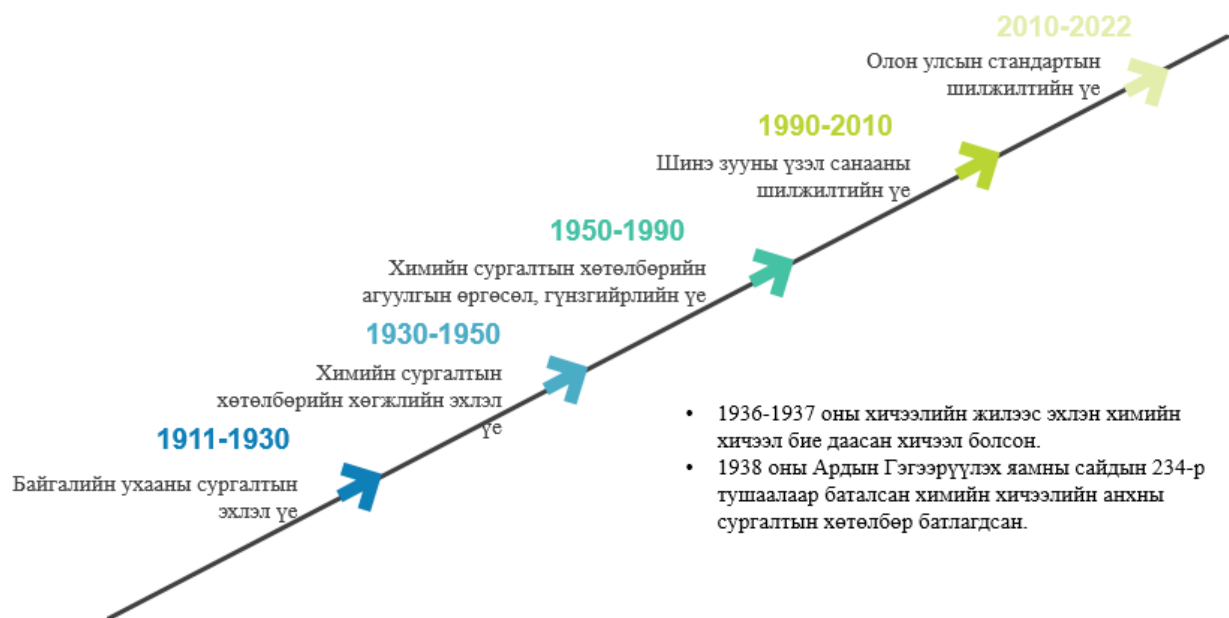 2010-2022
Олон улсын стандартын
шилжилтийн үе
1990-2010
Шинэ зууны үзэл санааны
шилжилтийн үе
1950-1990
Химийн сургалтын хөтөлбөрийн
агуулгын өргөсөл, гүнзгийрлийн үе
1930-1950
Химийн сургалтын
хөтөлбөрийн хөгжлийн эхлэл
үе
1911-1930
Байгалийн ухааны сургалтын
эхлэл үе
• 1936-1937 оны хичээлийн жилээс эхлэн химийн
хичээл бие даасан хичээл болсон.
• 1938 оны Ардын Гэгээрүүлэх яамны сайдын 234-р
тушаалаар баталсан химийн хичээлийн анхны
сургалтын хөтөлбөр батлагдсан.